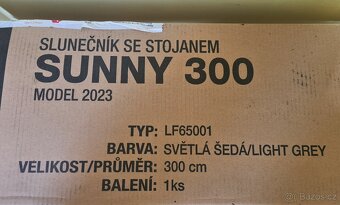 SLUNEČNÍK SE STOJANEM
SUNNY 300
MODEL 2023
TYP: LF65001
BARVA: SVĚTLÁ ŠEDÁ/LIGHT GREY
VELIKOST/PRŮMĚR: 300 cm
BALENÍ: 1ks
© Bazos.cz